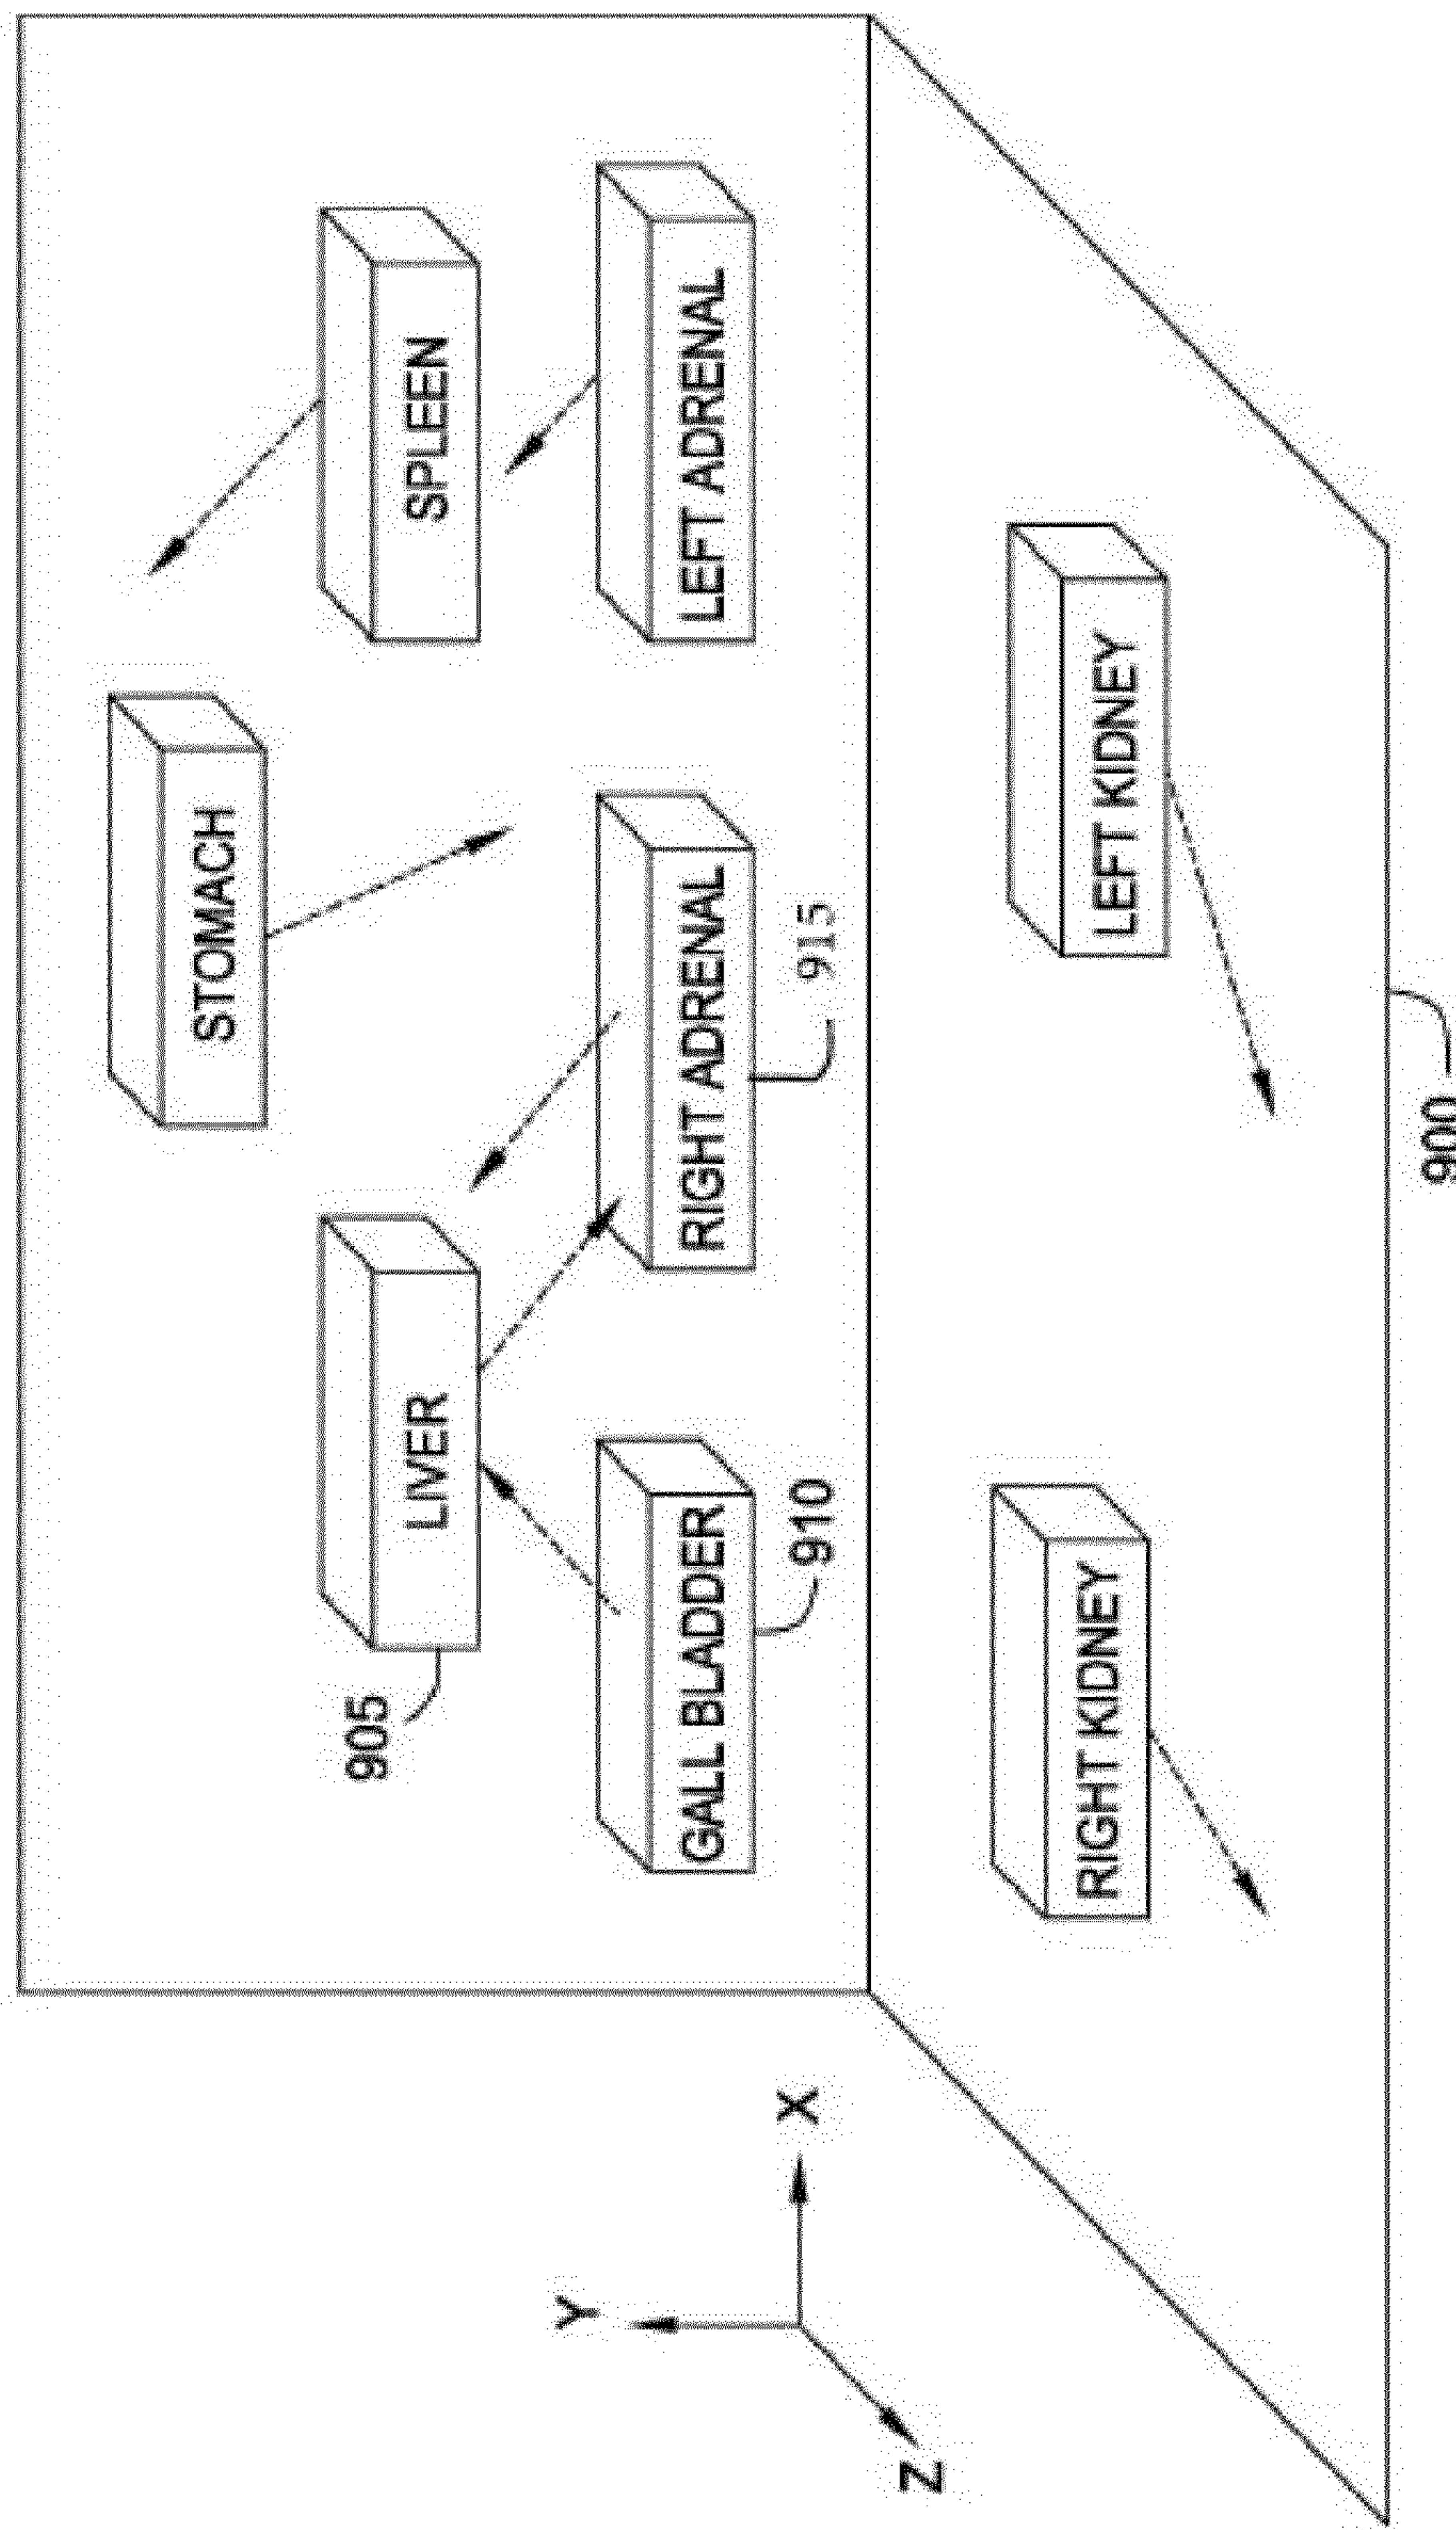 STOMACH
905
LIVER
SPLEEN
GALL BLADDER
RIGHT ADRENAL
LEFT ADRENAL
910
915
Y
X
Z
RIGHT KIDNEY
LEFT KIDNEY
900